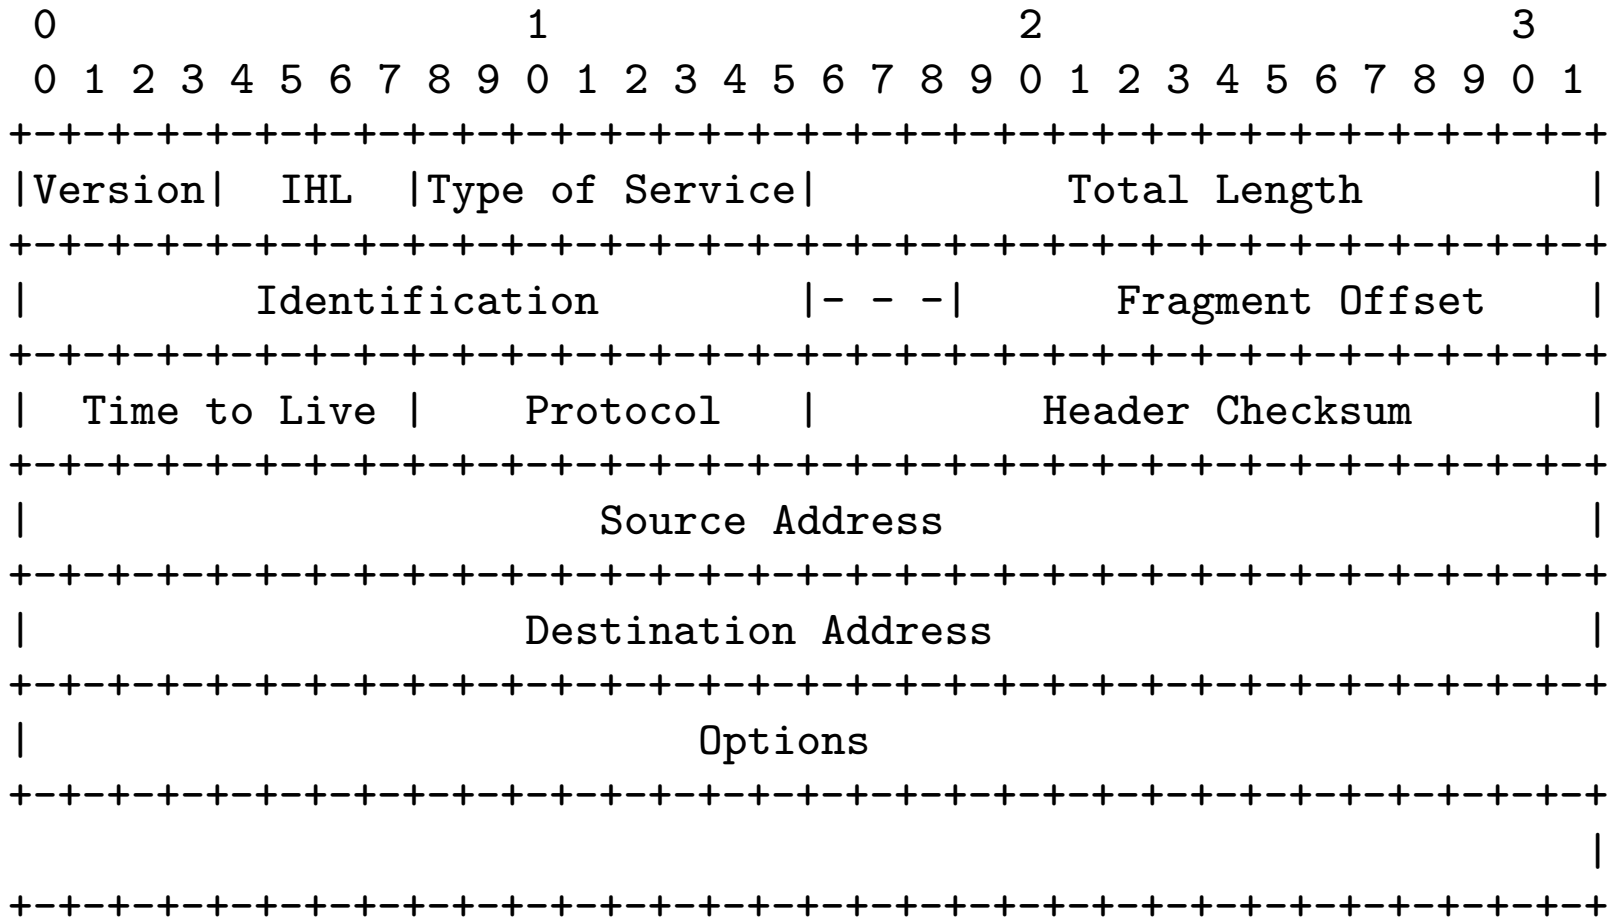 0                   1                   2                   3
 0 1 2 3 4 5 6 7 8 9 0 1 2 3 4 5 6 7 8 9 0 1 2 3 4 5 6 7 8 9 0 1
+-+-+-+-+-+-+-+-+-+-+-+-+-+-+-+-+-+-+-+-+-+-+-+-+-+-+-+-+-+-+-+-+
|Version|  IHL  |Type of Service|          Total Length         |
+-+-+-+-+-+-+-+-+-+-+-+-+-+-+-+-+-+-+-+-+-+-+-+-+-+-+-+-+-+-+-+-+
|         Identification        |- - -|      Fragment Offset    |
+-+-+-+-+-+-+-+-+-+-+-+-+-+-+-+-+-+-+-+-+-+-+-+-+-+-+-+-+-+-+-+-+
|  Time to Live |    Protocol   |         Header Checksum       |
+-+-+-+-+-+-+-+-+-+-+-+-+-+-+-+-+-+-+-+-+-+-+-+-+-+-+-+-+-+-+-+-+
|                       Source Address                          |
+-+-+-+-+-+-+-+-+-+-+-+-+-+-+-+-+-+-+-+-+-+-+-+-+-+-+-+-+-+-+-+-+
|                    Destination Address                        |
+-+-+-+-+-+-+-+-+-+-+-+-+-+-+-+-+-+-+-+-+-+-+-+-+-+-+-+-+-+-+-+-+
|                           Options
+-+-+-+-+-+-+-+-+-+-+-+-+-+-+-+-+-+-+-+-+-+-+-+-+-+-+-+-+-+-+-+-+
                                                                |
+-+-+-+-+-+-+-+-+-+-+-+-+-+-+-+-+-+-+-+-+-+-+-+-+-+-+-+-+-+-+-+-+